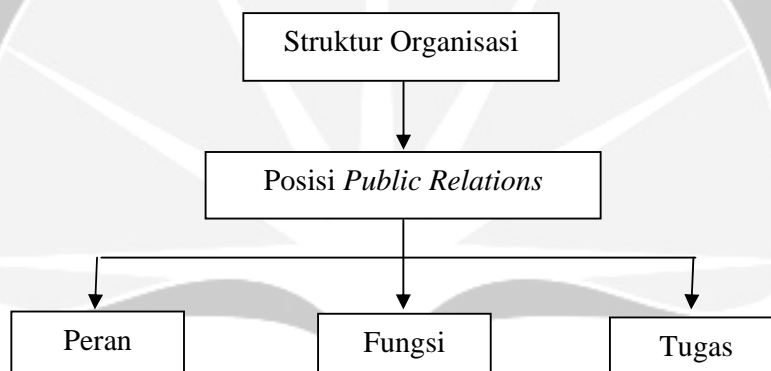 Struktur Organisasi
Posisi Public Relations
Peran
Fungsi
Tugas